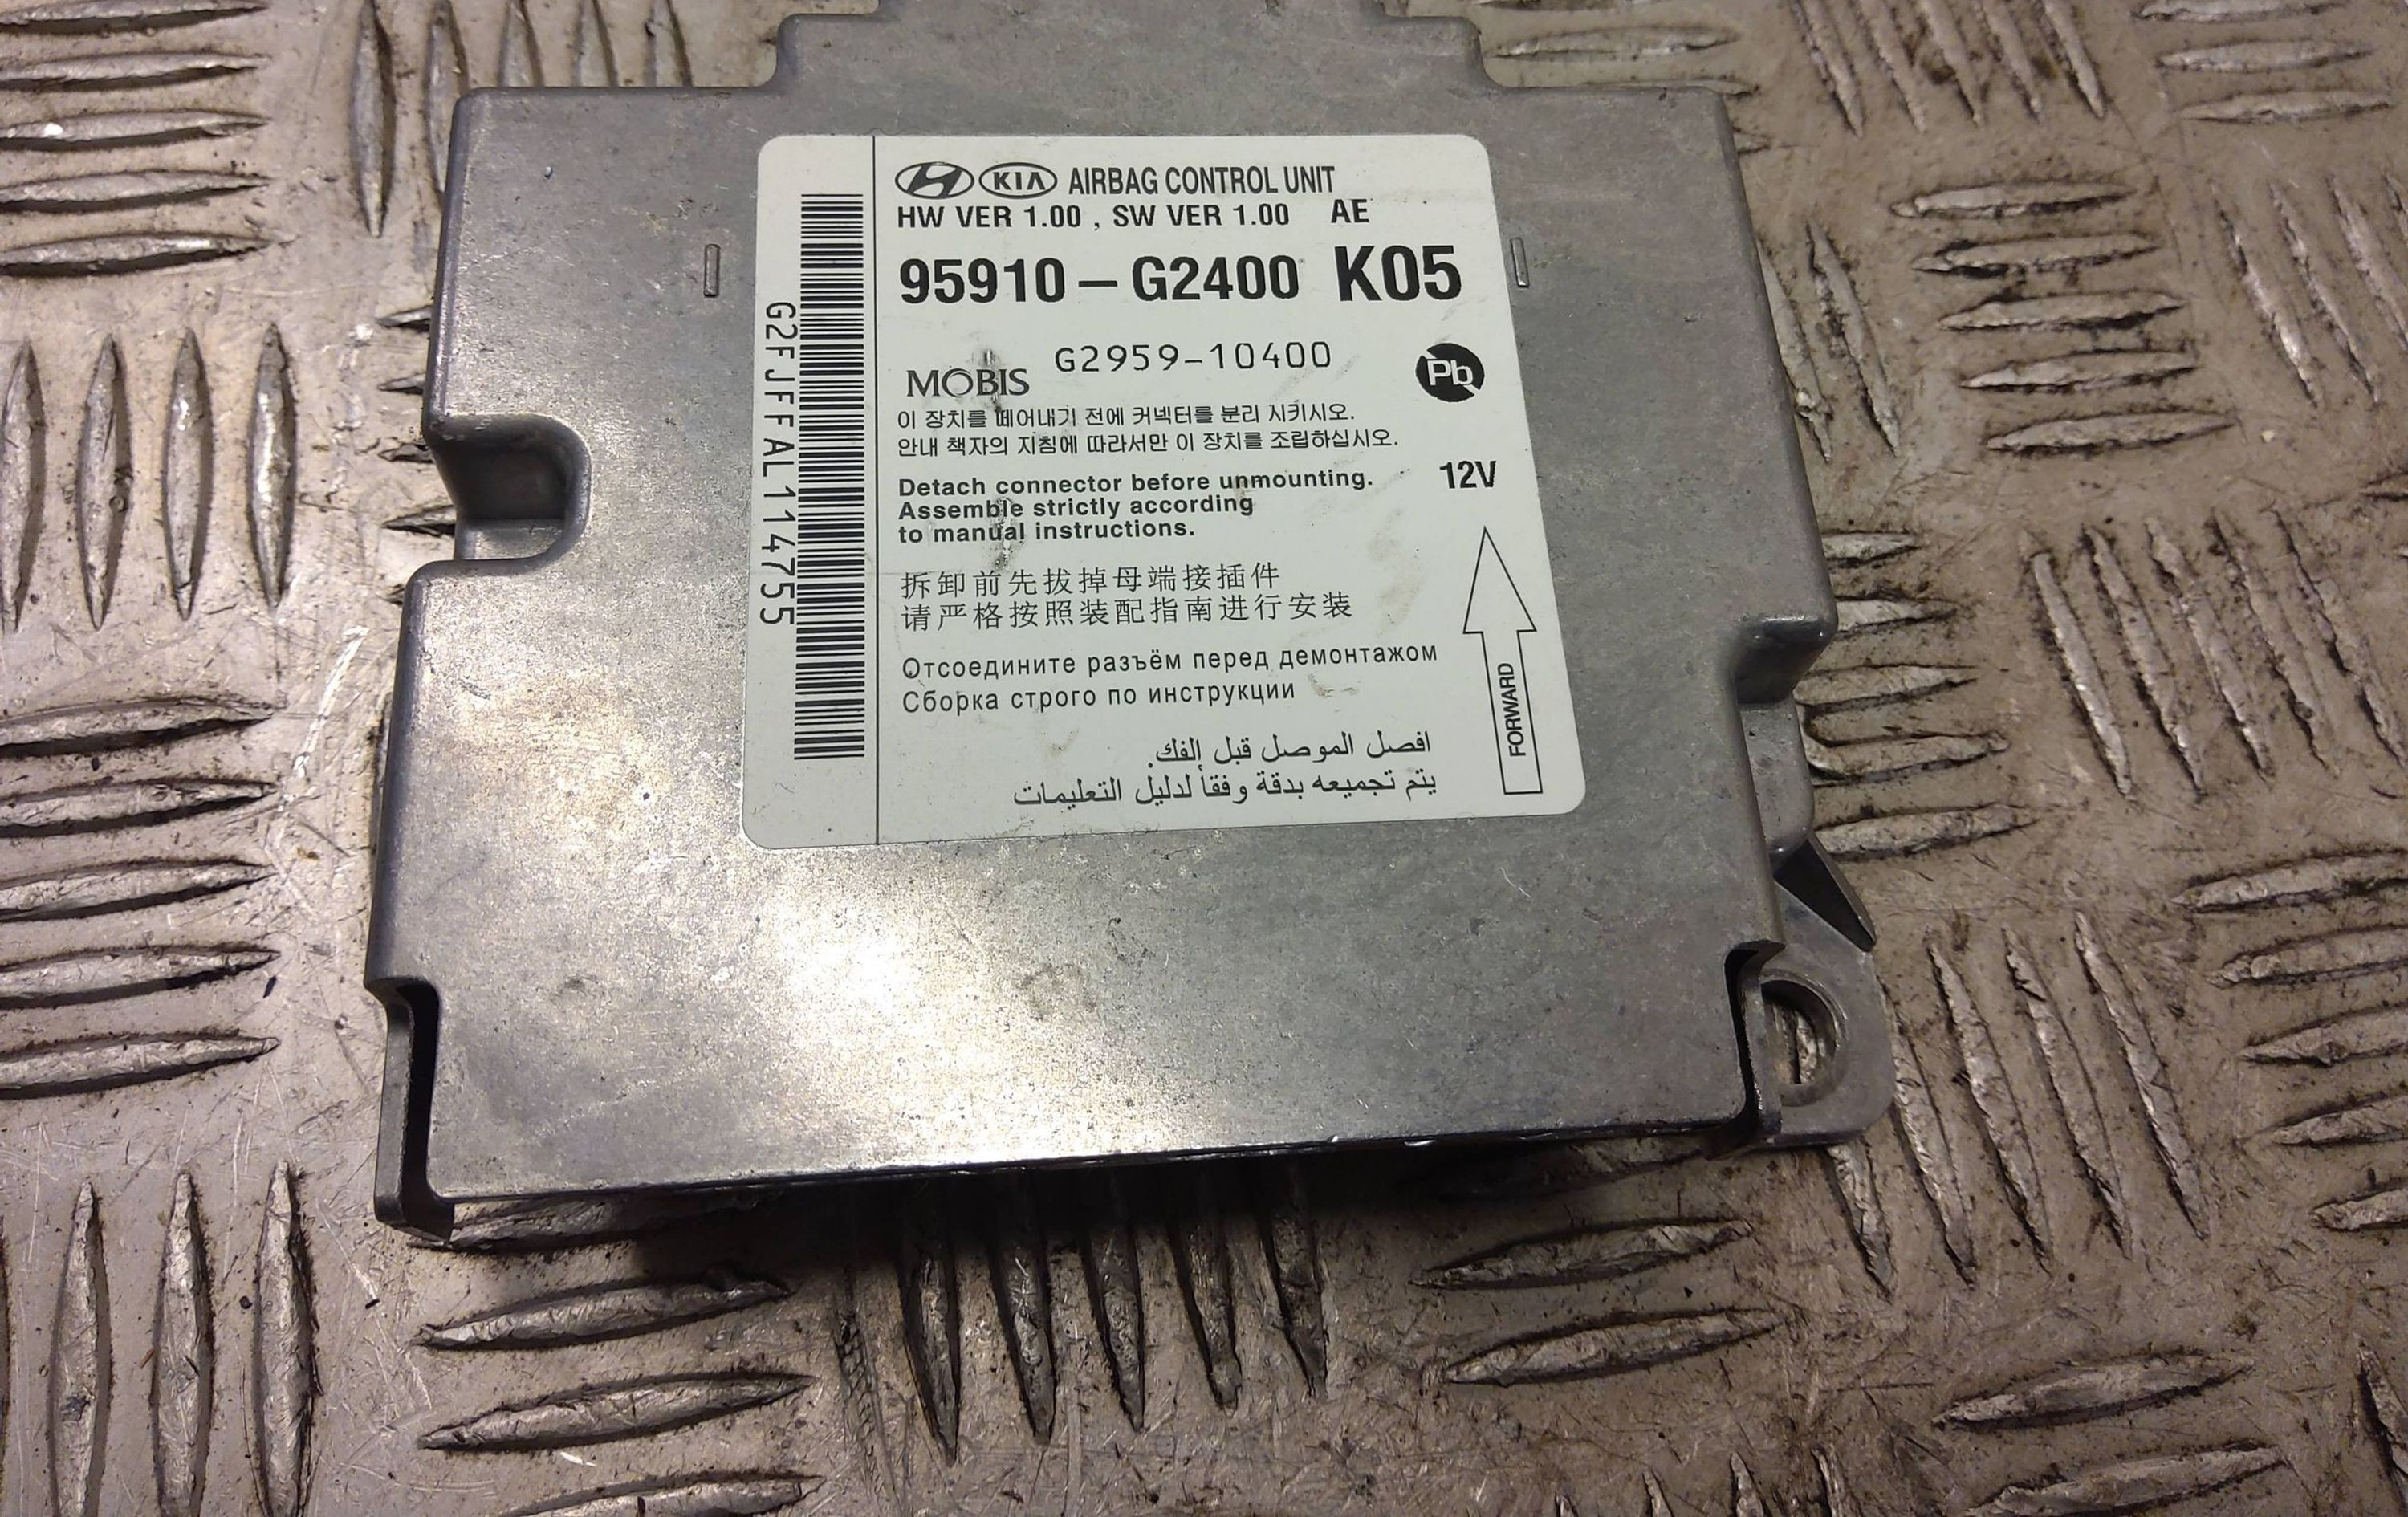 KIA AIRBAG CONTROL UNIT
HW VER 1.00 , SW VER 1.00 AE
95910-G2400 K05
MOBIS G2959-10400
Pb
이 장치를 떼어내기 전에 커넥터를 분리 시키시오.
안내 책자의 지침에 따라서만 이 장치를 조립하십시오.
Detach connector before unmounting.
12V
Assemble strictly according
to manual instructions.
拆卸前先拔掉母端接插件
请严格按照装配指南进行安装
Отсоедините разъём перед демонтажом
Сборка строго по инструкции
افصل الموصل قبل الفك.
يتم تجميعه بدقة وفقاً لدليل التعليمات
FORWARD
G2FJFFAL114755